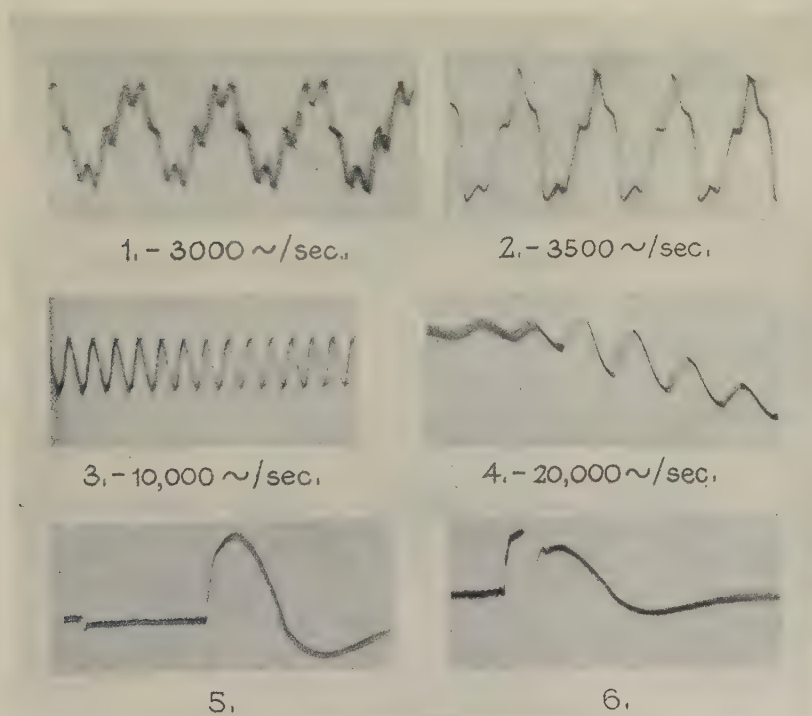 1.- 3000 ~/sec.
2.- 3500 ~/sec.
3.- 10,000 ~/sec.
4.- 20,000 ~/sec.
5.
6.